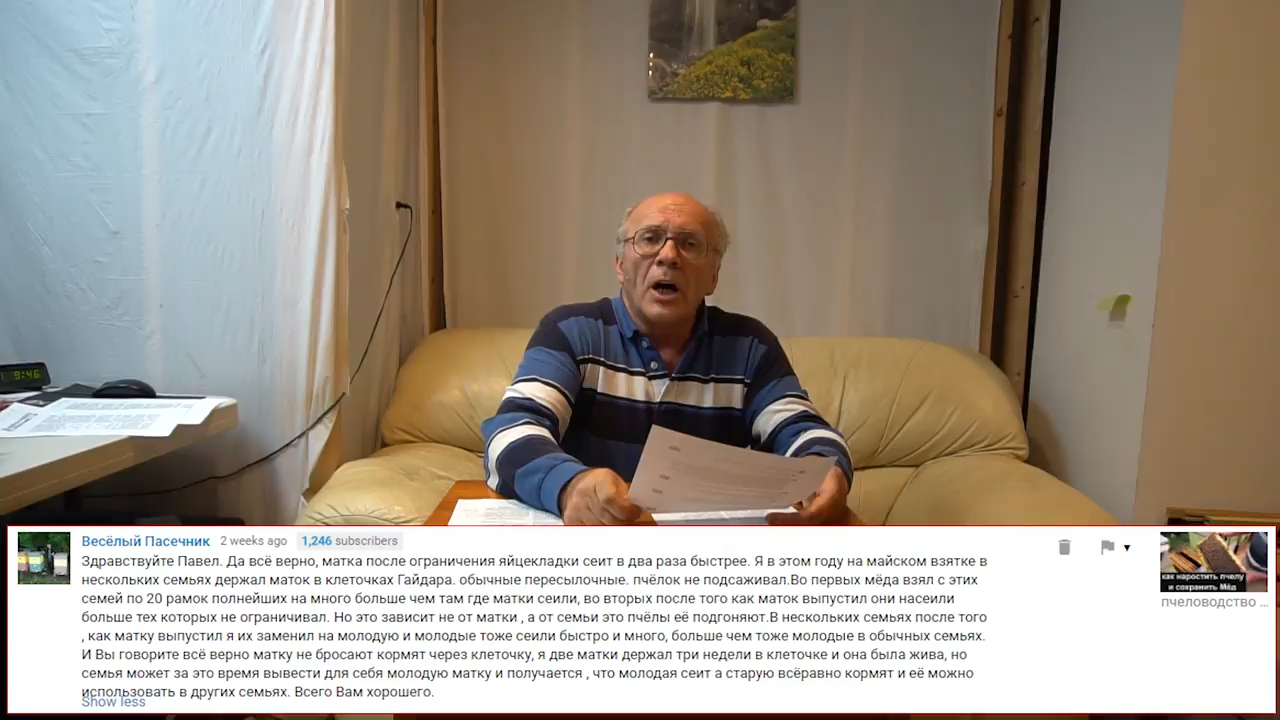 9:46
Весёлый Пасечник 2 weeks ago 1,246 subscribers
Здравствуйте Павел. Да всё верно, матка после ограничения яйцекладки сеит в два раза быстрее. Я в этом году на майском взятке в
нескольких семьях держал маток в клеточках Гайдара. обычные пересылочные. пчёлок не подсаживал.Во первых мёда взял с этих
семей по 20 рамок полнейших на много больше чем там где матки сеили, во вторых после того как маток выпустил они насеили
больше тех которых не ограничивал. Но это зависит не от матки , а от семьи это пчёлы её подгоняют.В нескольких семьях после того
, как матку выпустил я их заменил на молодую и молодые тоже сеили быстро и много, больше чем тоже молодые в обычных семьях.
И Вы говорите всё верно матку не бросают кормят через клеточку, я две матки держал три недели в клеточке и она была жива, но
семья может за это время вывести для себя молодую матку и получается , что молодая сеит а старую всёравно кормят и её можно
использовать в других семьях. Всего Вам хорошего.
Show less
как наростить пчелу
и сохранить Мёд
пчеловодство ...